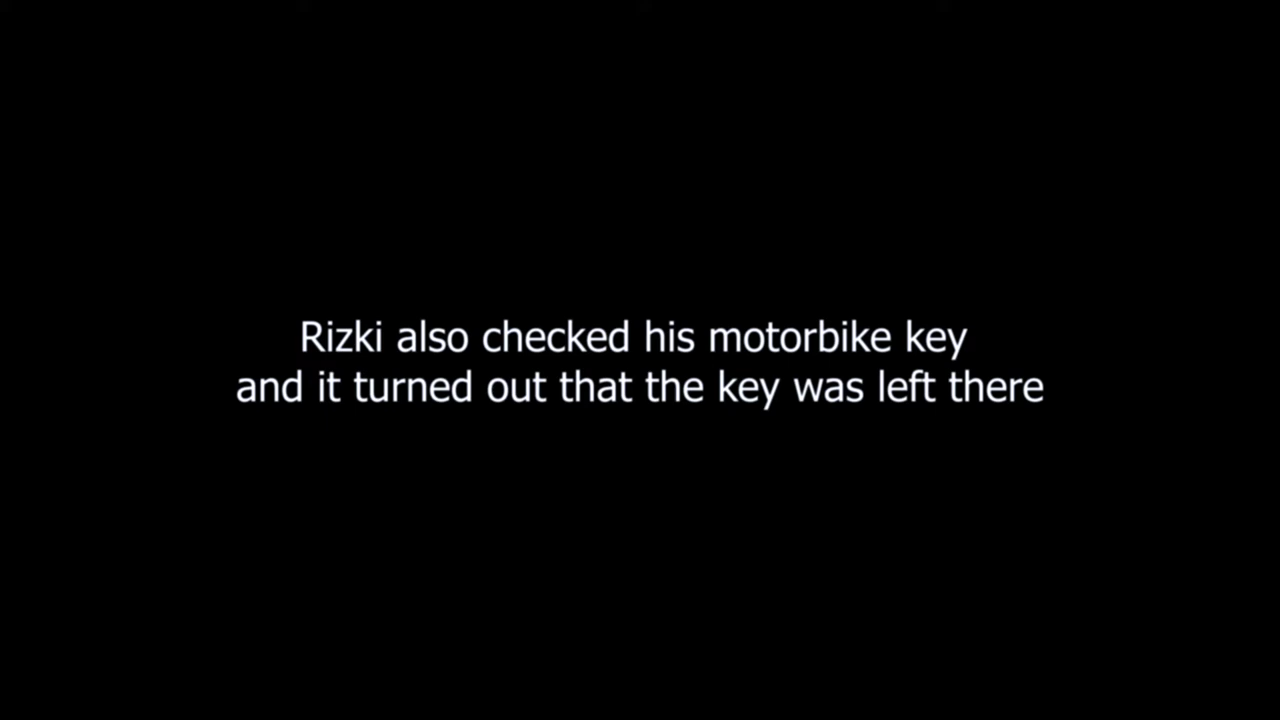 Rizki also checked his motorbike key
and it turned out that the key was left there